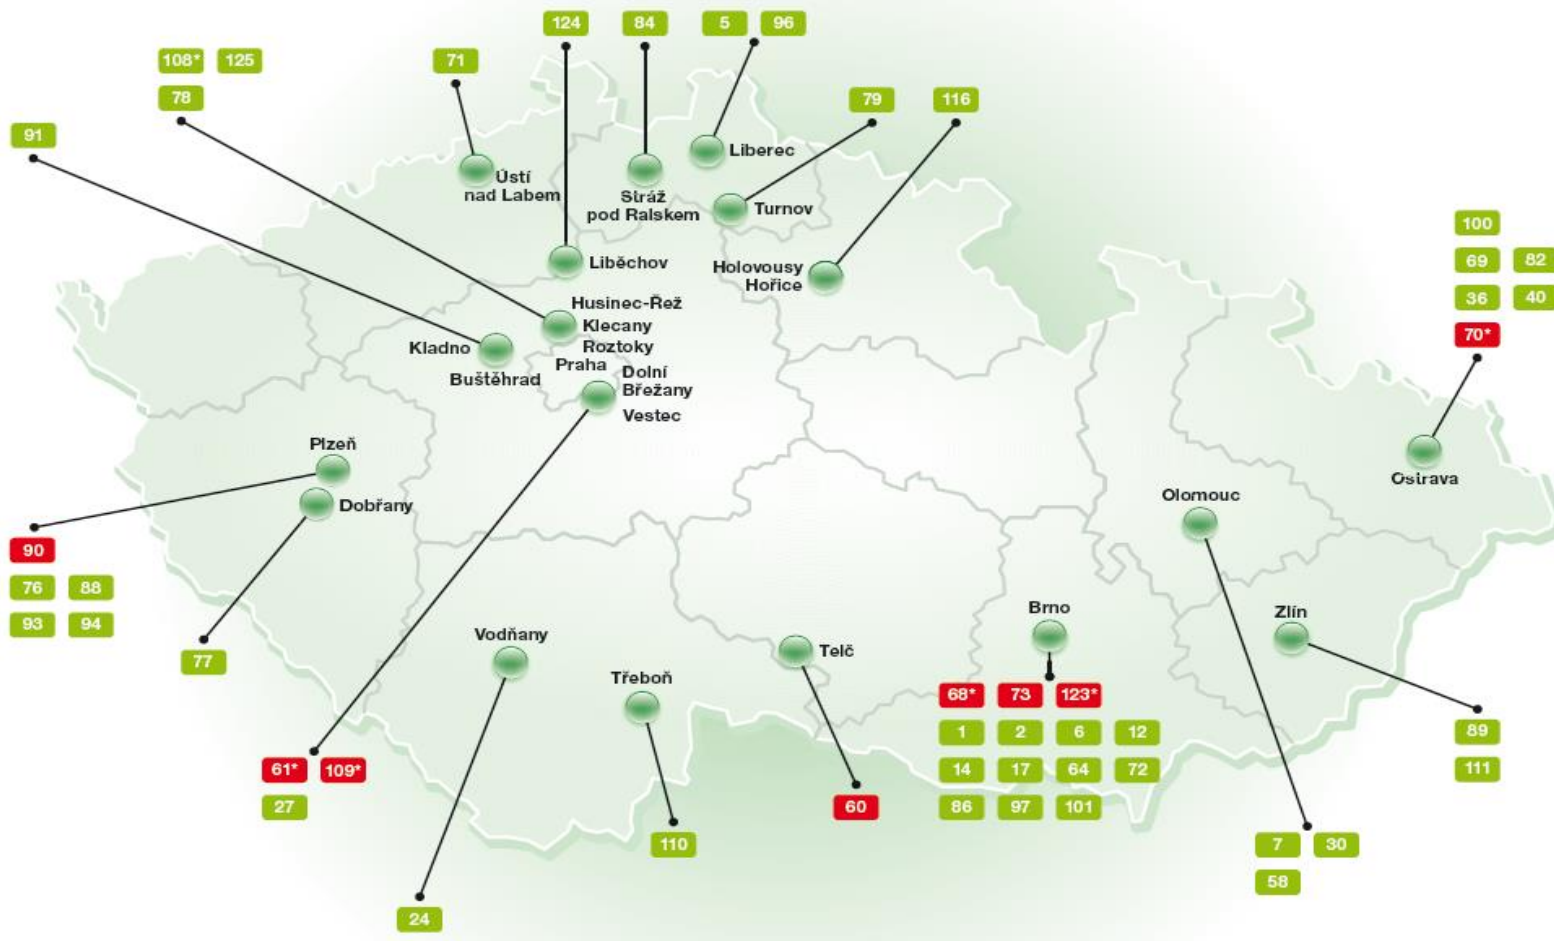 124
84
5 96
108* 125
71
78
79 116
91
Liberec
Ústí
nad Labem
Stráž
pod Ralskem
Turnov
100
Liběchov
69 82
Holovousy
Hořice
36 40
Husinec-Řež
Klecany
Roztoky
70*
Kladno
Buštěhrad
Praha
Dolní
Břežany
Vestec
Plzeň
Ostrava
Dobřany
Olomouc
90
76 88
93 94
77
Vodňany
Třeboň
Telč
Brno
Zlín
68* 73 123*
1 2 6 12
14 17 64 72
86 97 101
89
111
61* 109*
27
60
110
7 30
58
24